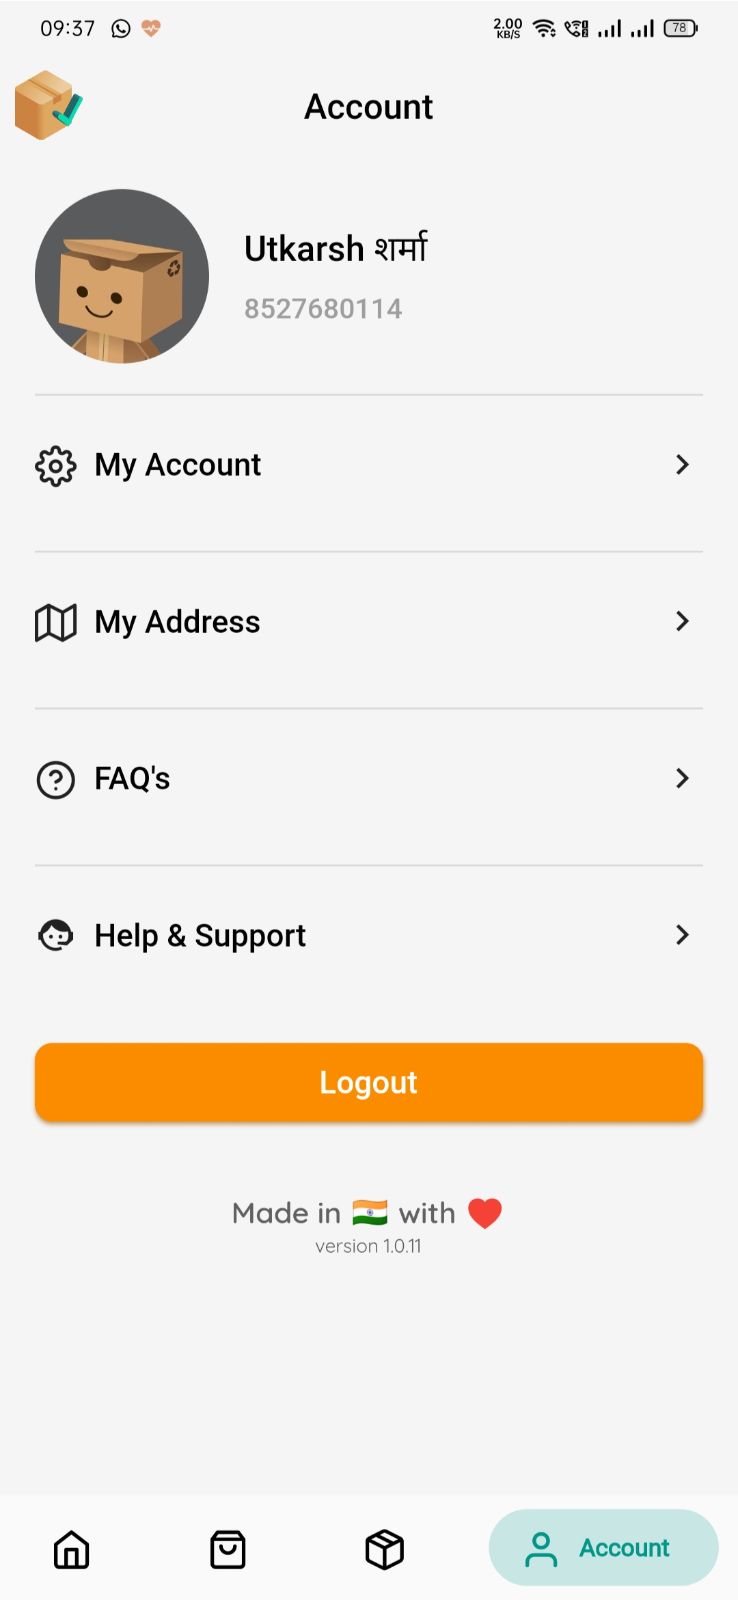 09:37
2.00 KB/S
78
Account
Utkarsh शर्मा
8527680114
My Account
My Address
FAQ's
Help & Support
Logout
Made in 🇮🇳 with ❤️
version 1.0.11
Account